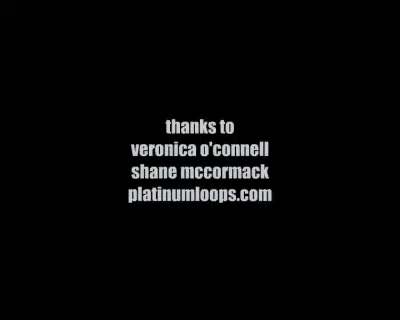 thanks to
veronica o'connell
shane mccormack
platinumloops.com